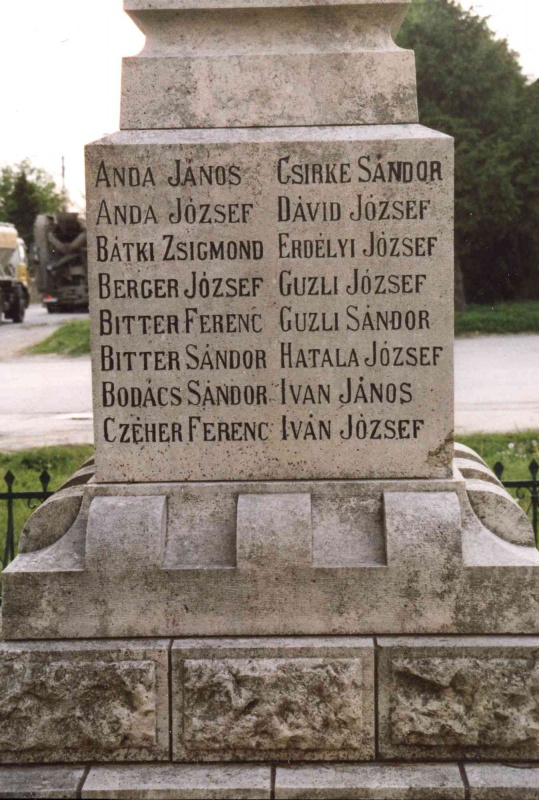 ANDA JÁNOS
ANDA JÓZSEF
BÁTKI ZSIGMOND
BERGER JÓZSEF
BITTER FERENC
BITTER SÁNDOR
BODÁCS SÁNDOR
CZÉHER FERENC
CSIRKE SÁNDOR
DÁVID JÓZSEF
ERDÉLYI JÓZSEF
GUZLI JÓZSEF
GUZLI SÁNDOR
HATALA JÓZSEF
IVAN JÁNOS
IVÁN JÓZSEF